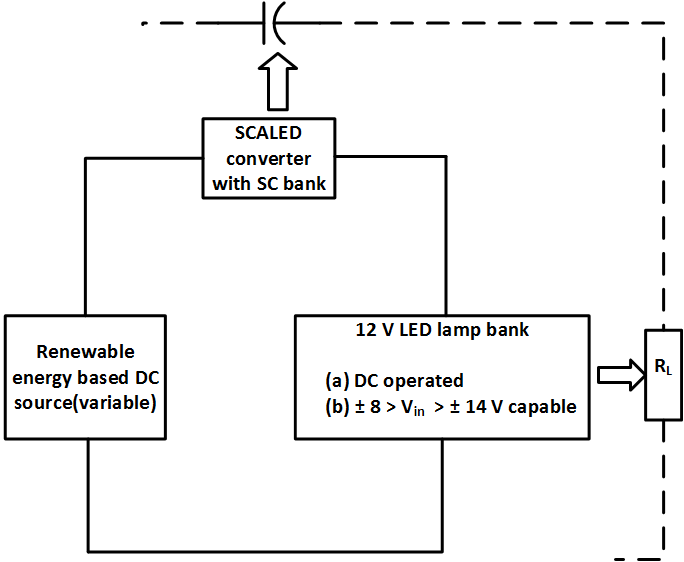 SCALED
converter
with SC bank
Renewable
energy based DC
source(variable)
12 V LED lamp bank
(a) DC operated
(b) ± 8 > Vin > ± 14 V capable
RL